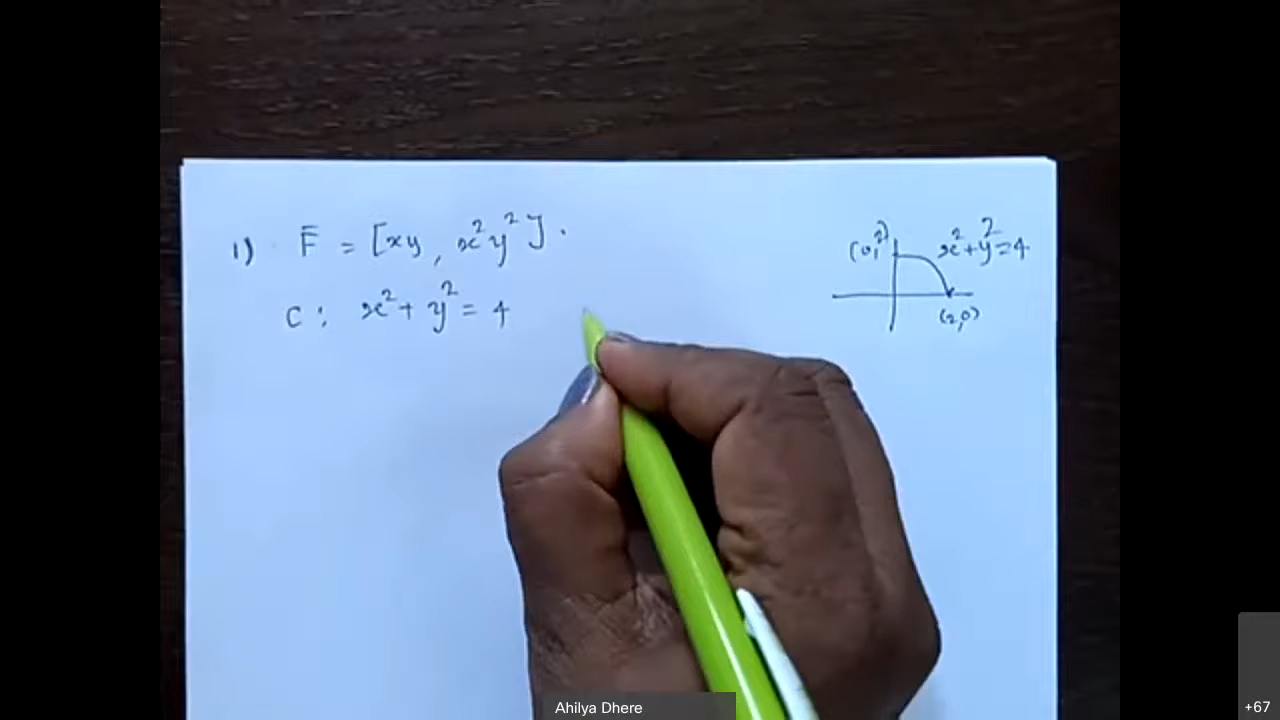 1) F̄ = [xy, x²y²].
C: x² + y² = 4
(0,2)
x²+y²=4
(2,0)
Ahilya Dhere
+67